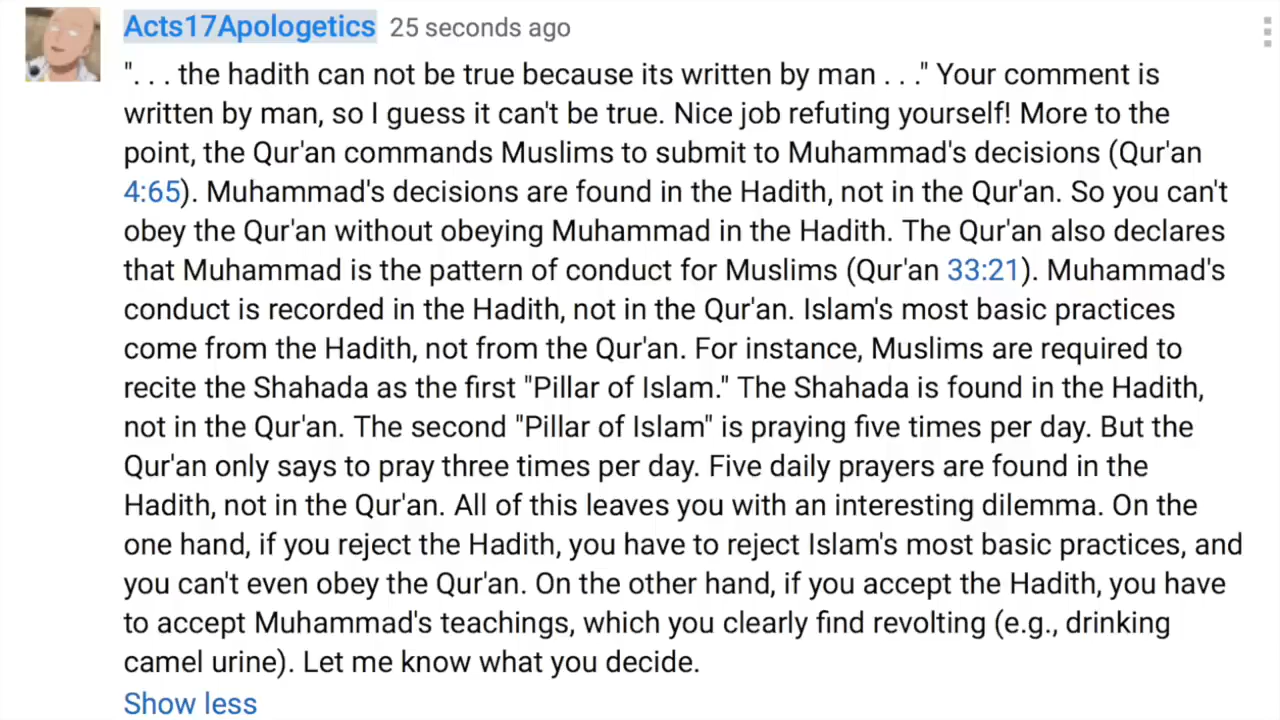 Acts17Apologetics 25 seconds ago
". . . the hadith can not be true because its written by man . . ." Your comment is
written by man, so I guess it can't be true. Nice job refuting yourself! More to the
point, the Qur'an commands Muslims to submit to Muhammad's decisions (Qur'an
4:65). Muhammad's decisions are found in the Hadith, not in the Qur'an. So you can't
obey the Qur'an without obeying Muhammad in the Hadith. The Qur'an also declares
that Muhammad is the pattern of conduct for Muslims (Qur'an 33:21). Muhammad's
conduct is recorded in the Hadith, not in the Qur'an. Islam's most basic practices
come from the Hadith, not from the Qur'an. For instance, Muslims are required to
recite the Shahada as the first "Pillar of Islam." The Shahada is found in the Hadith,
not in the Qur'an. The second "Pillar of Islam" is praying five times per day. But the
Qur'an only says to pray three times per day. Five daily prayers are found in the
Hadith, not in the Qur'an. All of this leaves you with an interesting dilemma. On the
one hand, if you reject the Hadith, you have to reject Islam's most basic practices, and
you can't even obey the Qur'an. On the other hand, if you accept the Hadith, you have
to accept Muhammad's teachings, which you clearly find revolting (e.g., drinking
camel urine). Let me know what you decide.
Show less